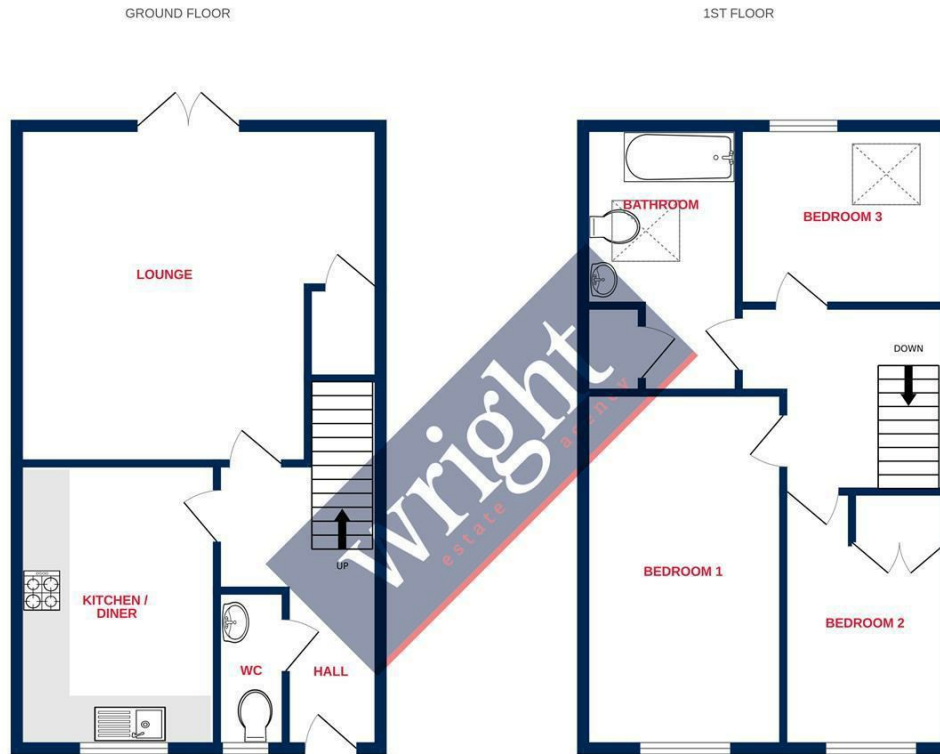 GROUND FLOOR
1ST FLOOR
LOUNGE
BATHROOM
BEDROOM 3
DOWN
wright
estate agency
UP
KITCHEN /
DINER
WC
HALL
BEDROOM 1
BEDROOM 2